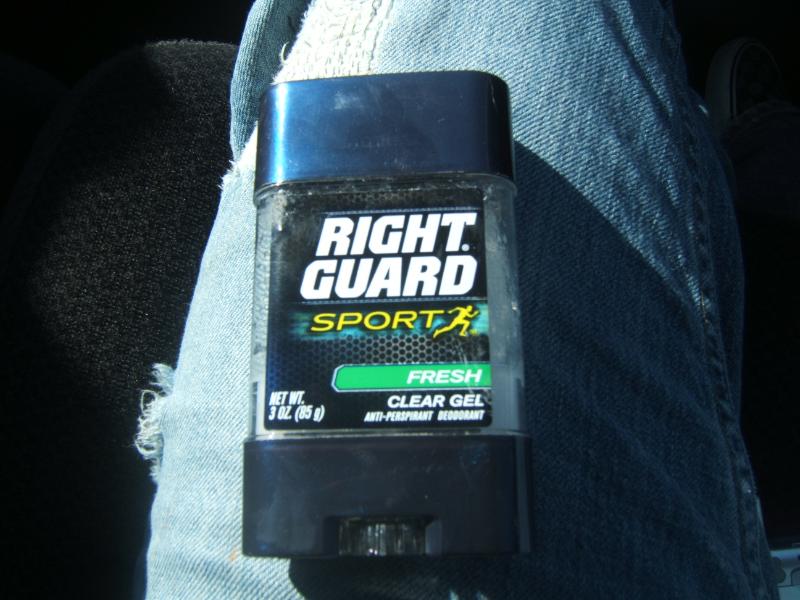 RIGHT
GUARD
SPORT
FRESH
CLEAR GEL
ANTI-PERSPIRANT DEODORANT
NET WT.
3 OZ. (85 g)